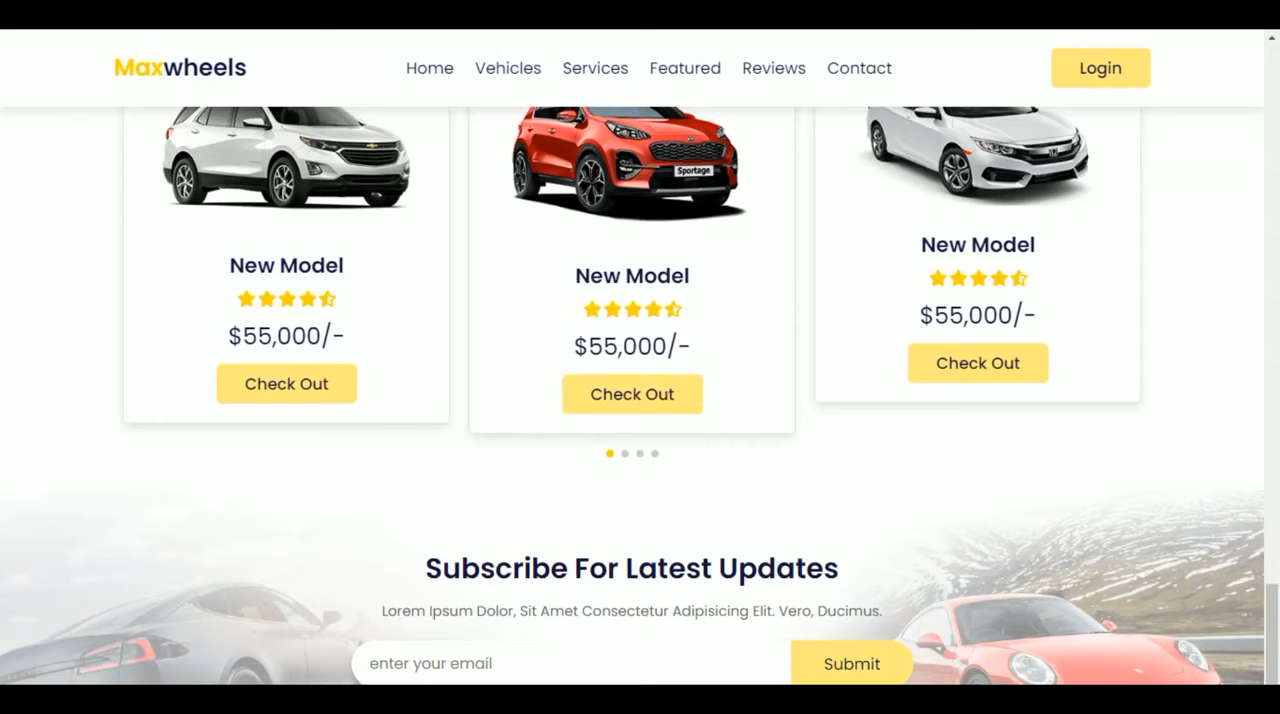 Maxwheels
Home Vehicles Services Featured Reviews Contact
Login
Sportage
New Model
$55,000/-
Check Out
New Model
$55,000/-
Check Out
New Model
$55,000/-
Check Out
Subscribe For Latest Updates
Lorem Ipsum Dolor, Sit Amet Consectetur Adipisicing Elit. Vero, Ducimus.
enter your email
Submit